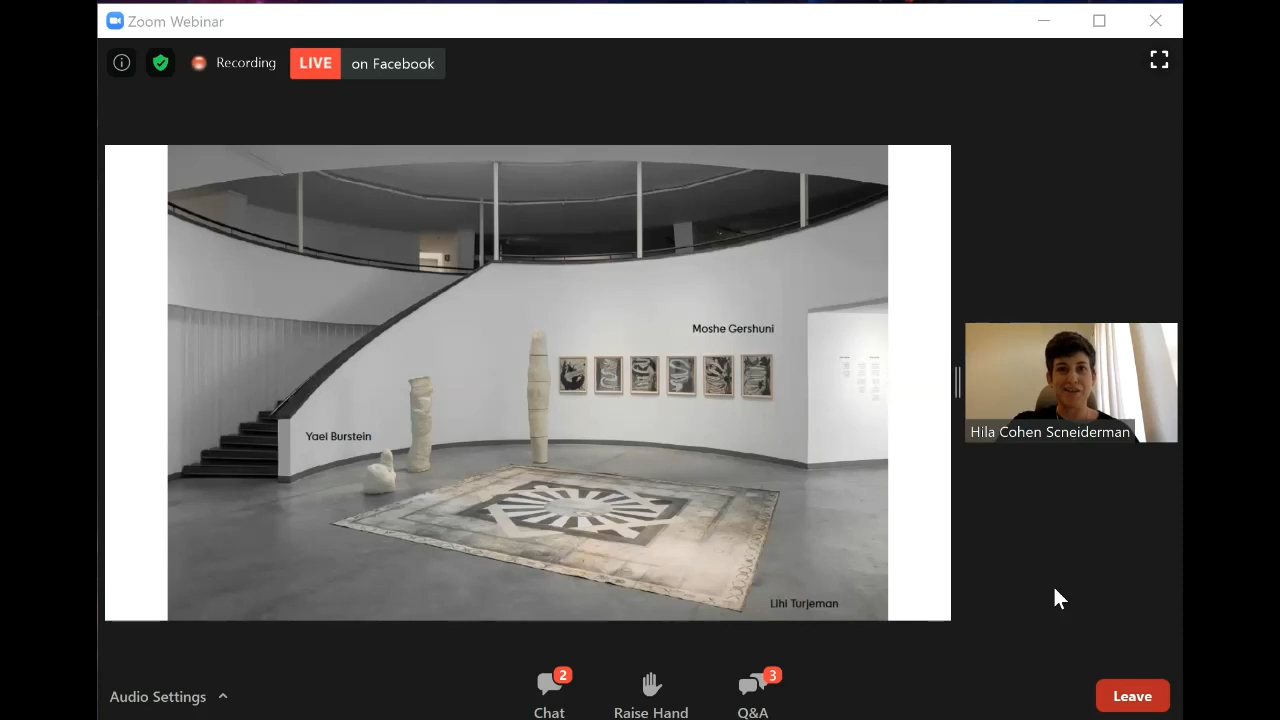 Zoom Webinar
Recording
LIVE on Facebook
Moshe Gershuni
Yael Burstein
Hila Cohen Scneiderman
Lihi Turjeman
Audio Settings
2
Chat
Raise Hand
3
Q&A
Leave